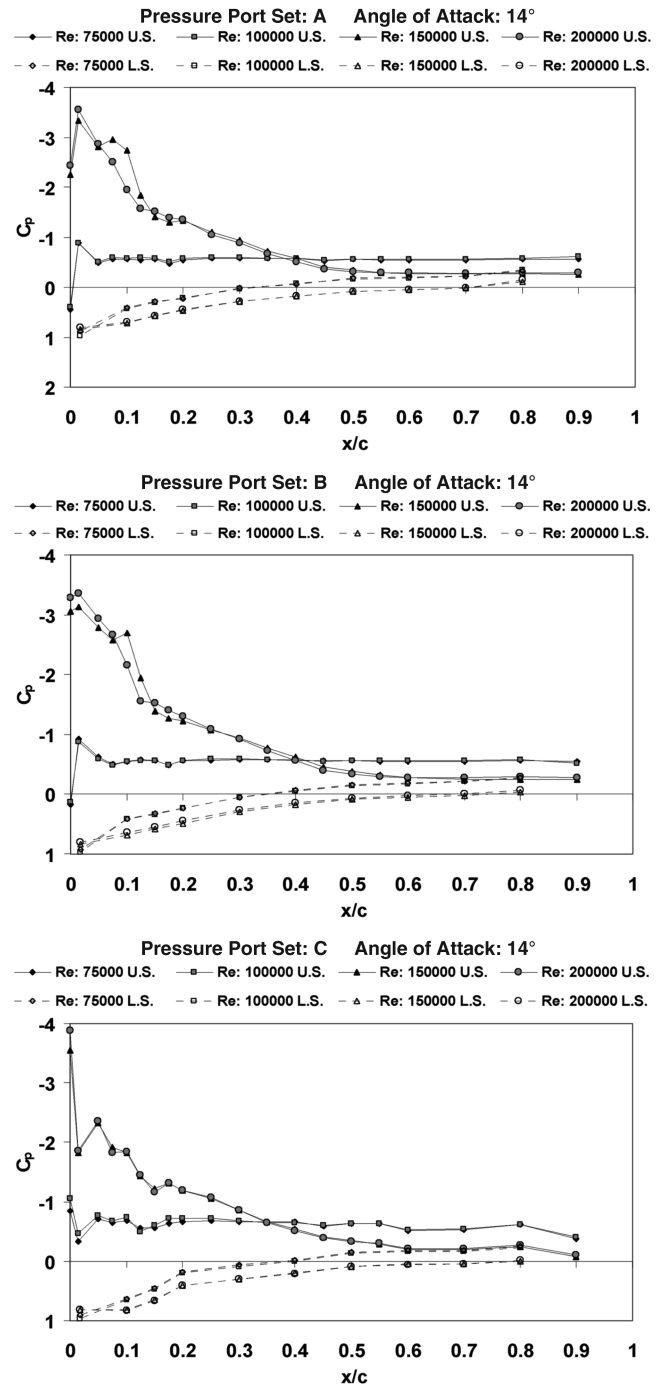 Pressure Port Set: A Angle of Attack: 14°
Re: 75000 U.S. Re: 100000 U.S. Re: 150000 U.S. Re: 200000 U.S.
Re: 75000 L.S. Re: 100000 L.S. Re: 150000 L.S. Re: 200000 L.S.
-4
-3
-2
-1
0
1
2
Cp
0 0.1 0.2 0.3 0.4 0.5 0.6 0.7 0.8 0.9 1
x/c
Pressure Port Set: B Angle of Attack: 14°
Re: 75000 U.S. Re: 100000 U.S. Re: 150000 U.S. Re: 200000 U.S.
Re: 75000 L.S. Re: 100000 L.S. Re: 150000 L.S. Re: 200000 L.S.
-4
-3
-2
-1
0
1
Cp
0 0.1 0.2 0.3 0.4 0.5 0.6 0.7 0.8 0.9 1
x/c
Pressure Port Set: C Angle of Attack: 14°
Re: 75000 U.S. Re: 100000 U.S. Re: 150000 U.S. Re: 200000 U.S.
Re: 75000 L.S. Re: 100000 L.S. Re: 150000 L.S. Re: 200000 L.S.
-4
-3
-2
-1
0
1
Cp
0 0.1 0.2 0.3 0.4 0.5 0.6 0.7 0.8 0.9 1
x/c